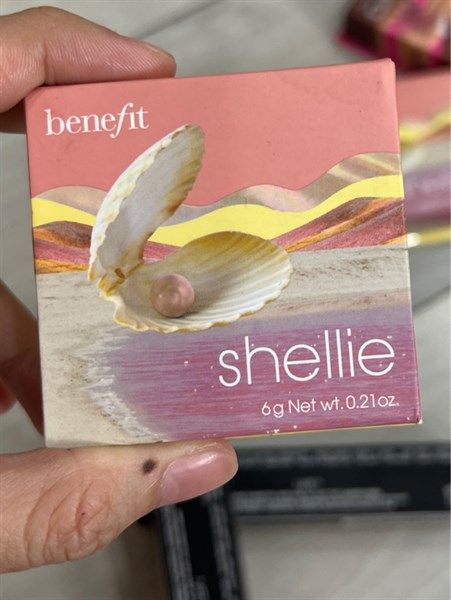 benefit
shellie
6g Net wt. 0.21oz.